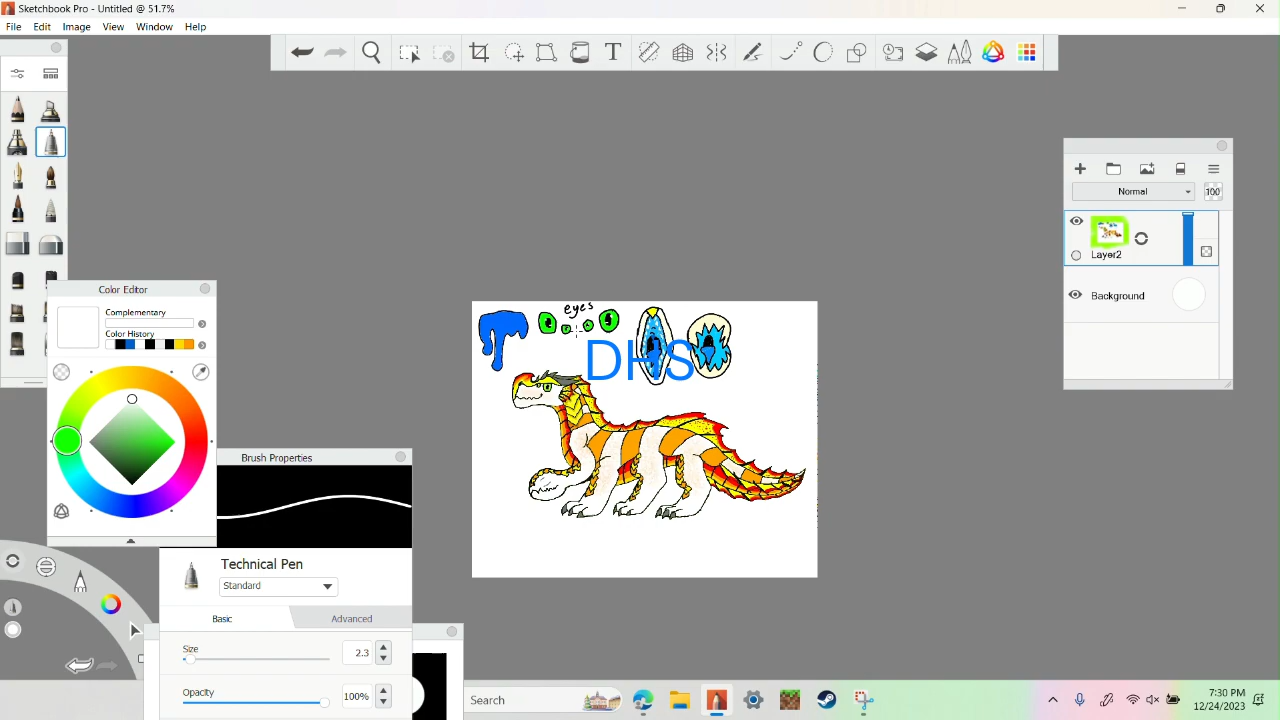 Sketchbook Pro - Untitled @ 51.7%
File Edit Image View Window Help
T
Normal
100
Layer2
Background
Color Editor
Complementary
Color History
eyes
DHS
Brush Properties
Technical Pen
Standard
Basic Advanced
Size
2.3
Opacity
100%
Search
7:30 PM
12/24/2023